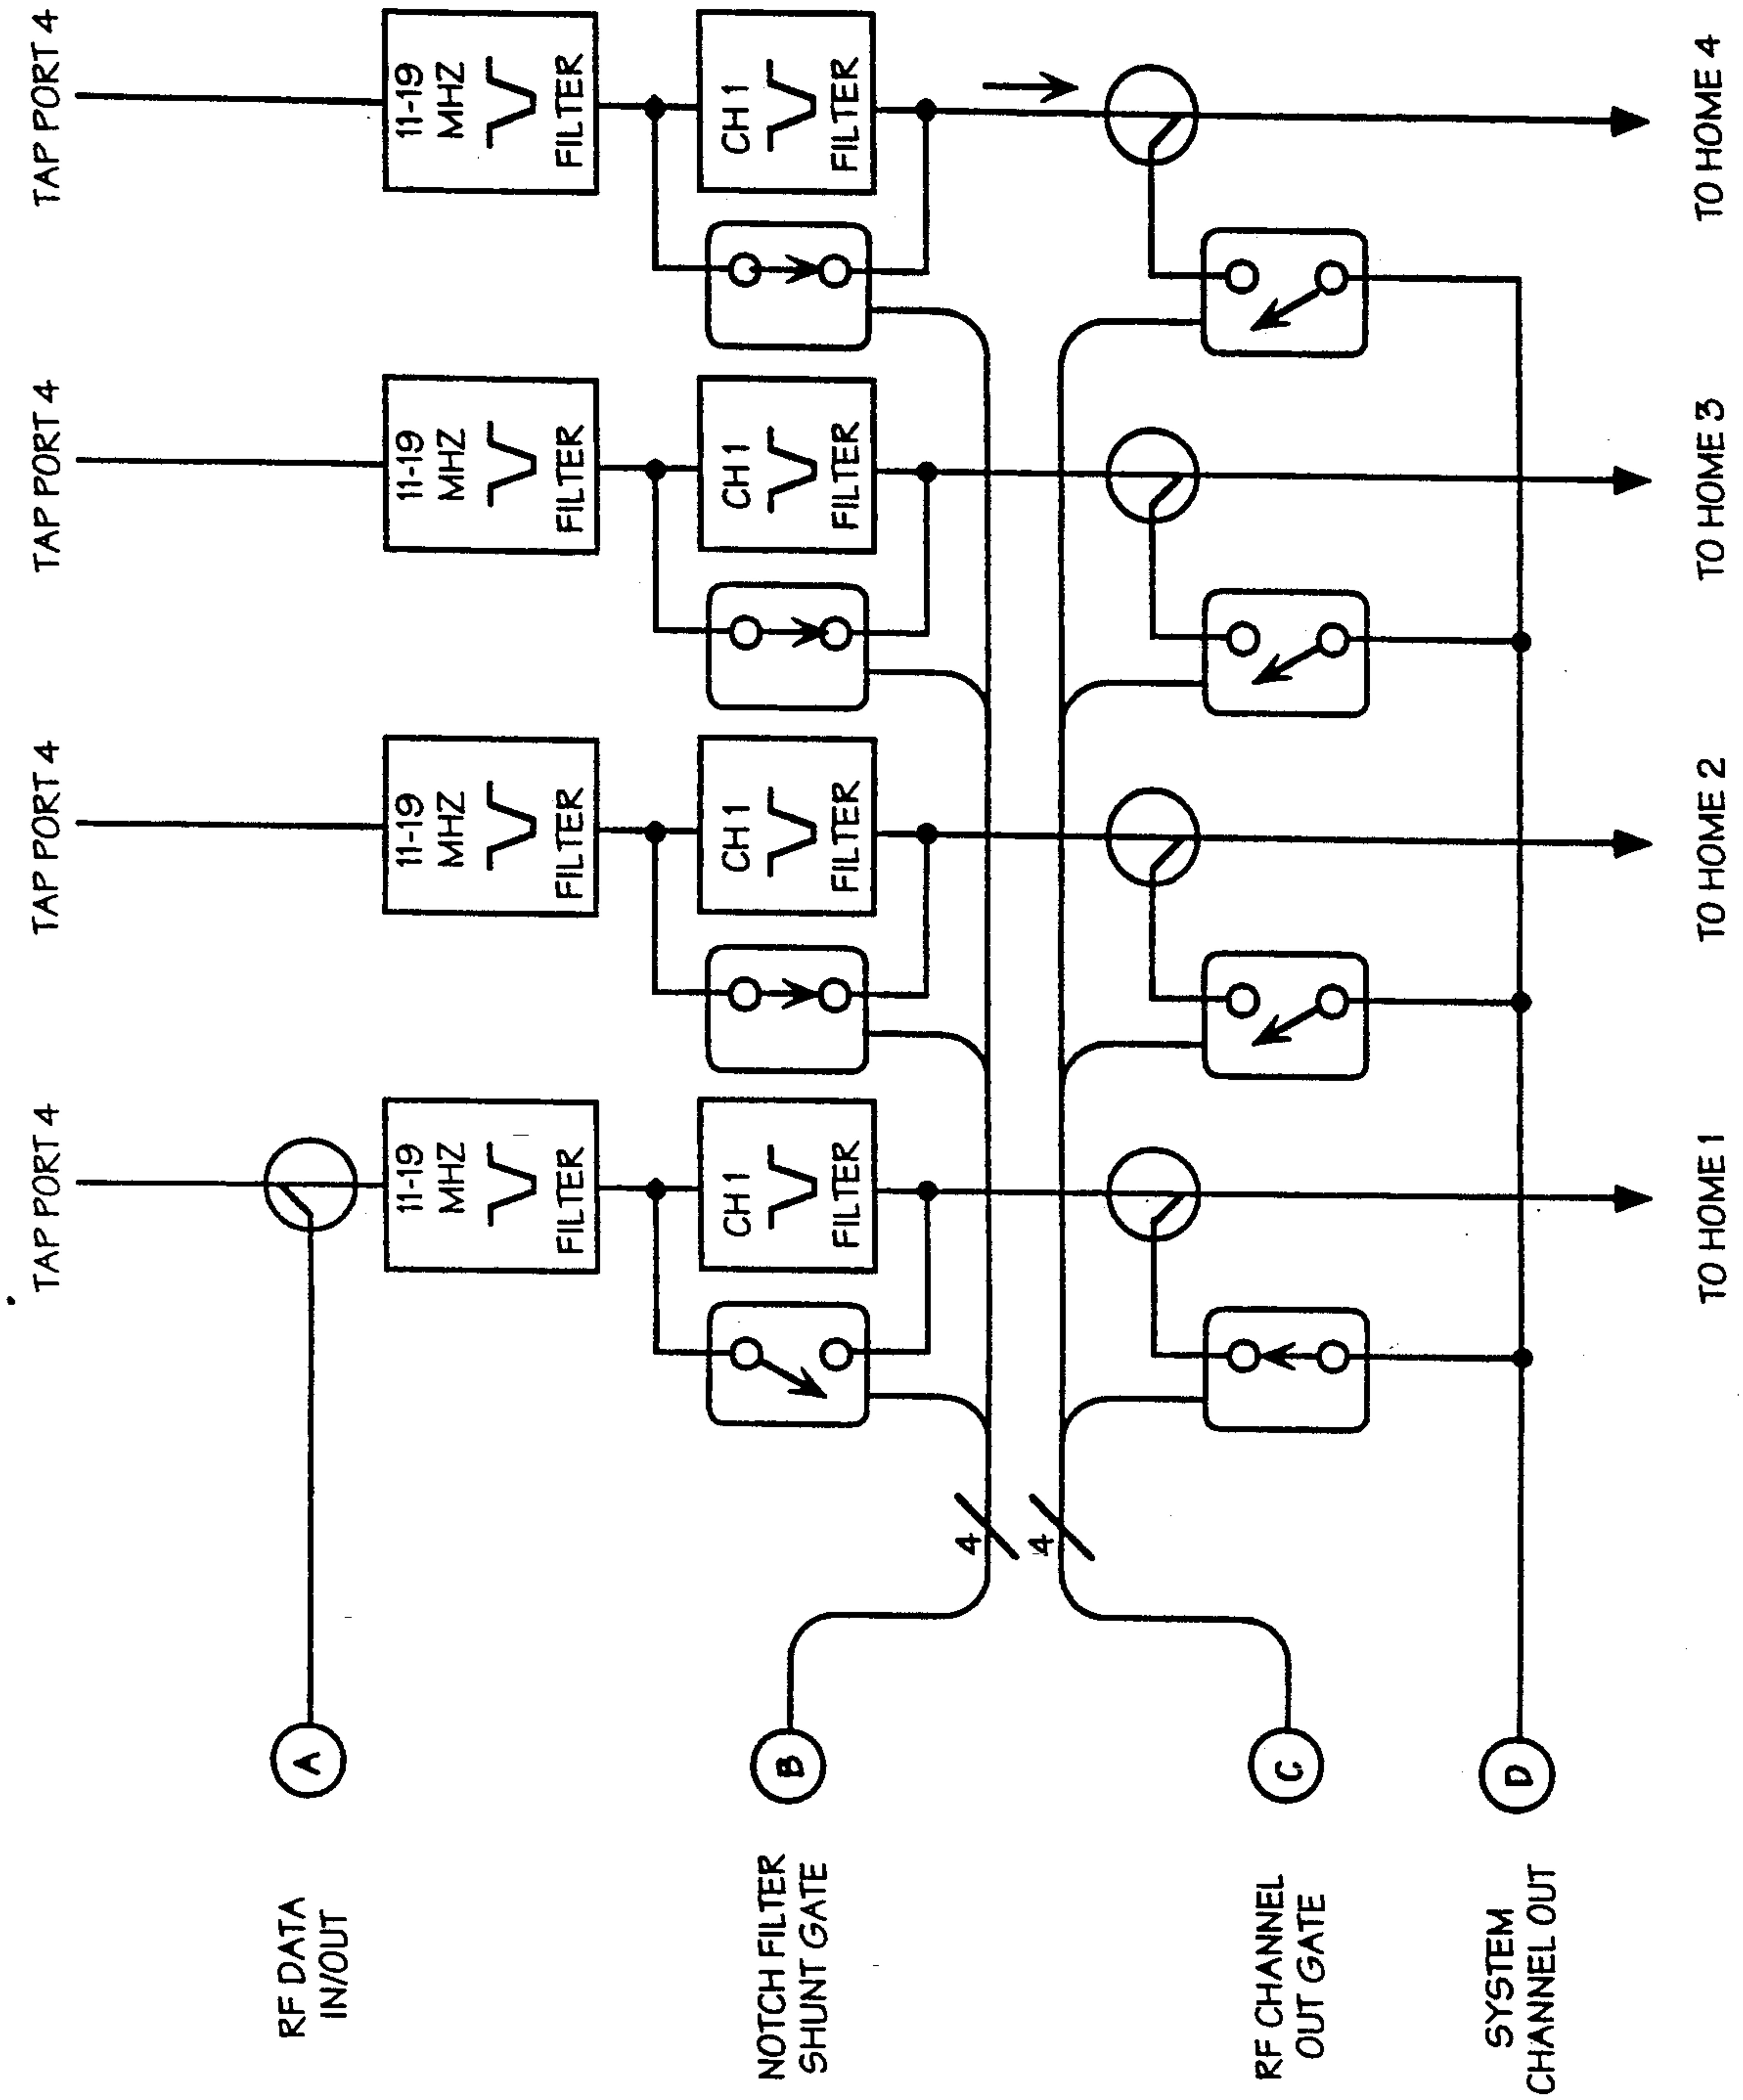 TAP PORT 4
TAP PORT 4
TAP PORT 4
TAP PORT 4
RF DATA
IN/OUT
A
11-19
MHZ
FILTER
11-19
MHZ
FILTER
11-19
MHZ
FILTER
11-19
MHZ
FILTER
NOTCH FILTER
SHUNT GATE
B
CH 1
FILTER
CH 1
FILTER
CH 1
FILTER
CH 1
FILTER
4
4
RF CHANNEL
OUT GATE
C
SYSTEM
CHANNEL OUT
D
TO HOME 1
TO HOME 2
TO HOME 3
TO HOME 4